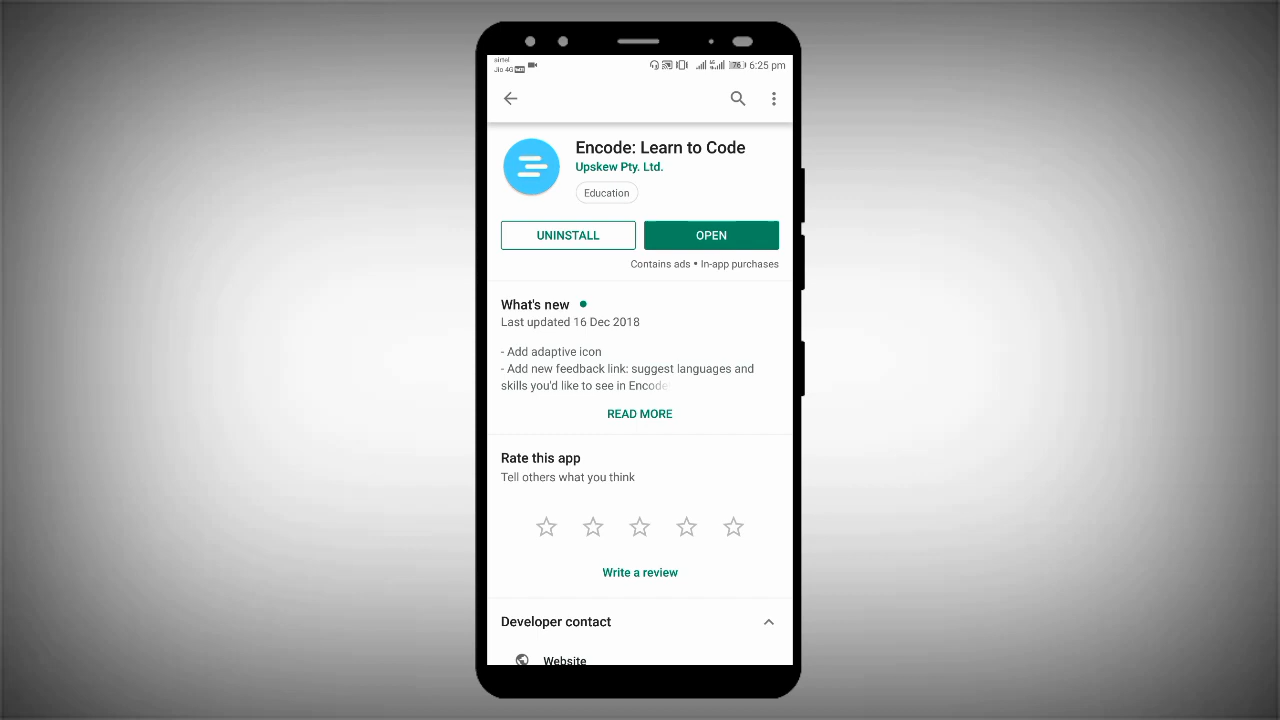 airtel
Jio 4G
76
6:25 pm
Encode: Learn to Code
Upskew Pty. Ltd.
Education
UNINSTALL
OPEN
Contains ads • In-app purchases
What's new
Last updated 16 Dec 2018
- Add adaptive icon
- Add new feedback link: suggest languages and
skills you'd like to see in Encode
READ MORE
Rate this app
Tell others what you think
Write a review
Developer contact
Website